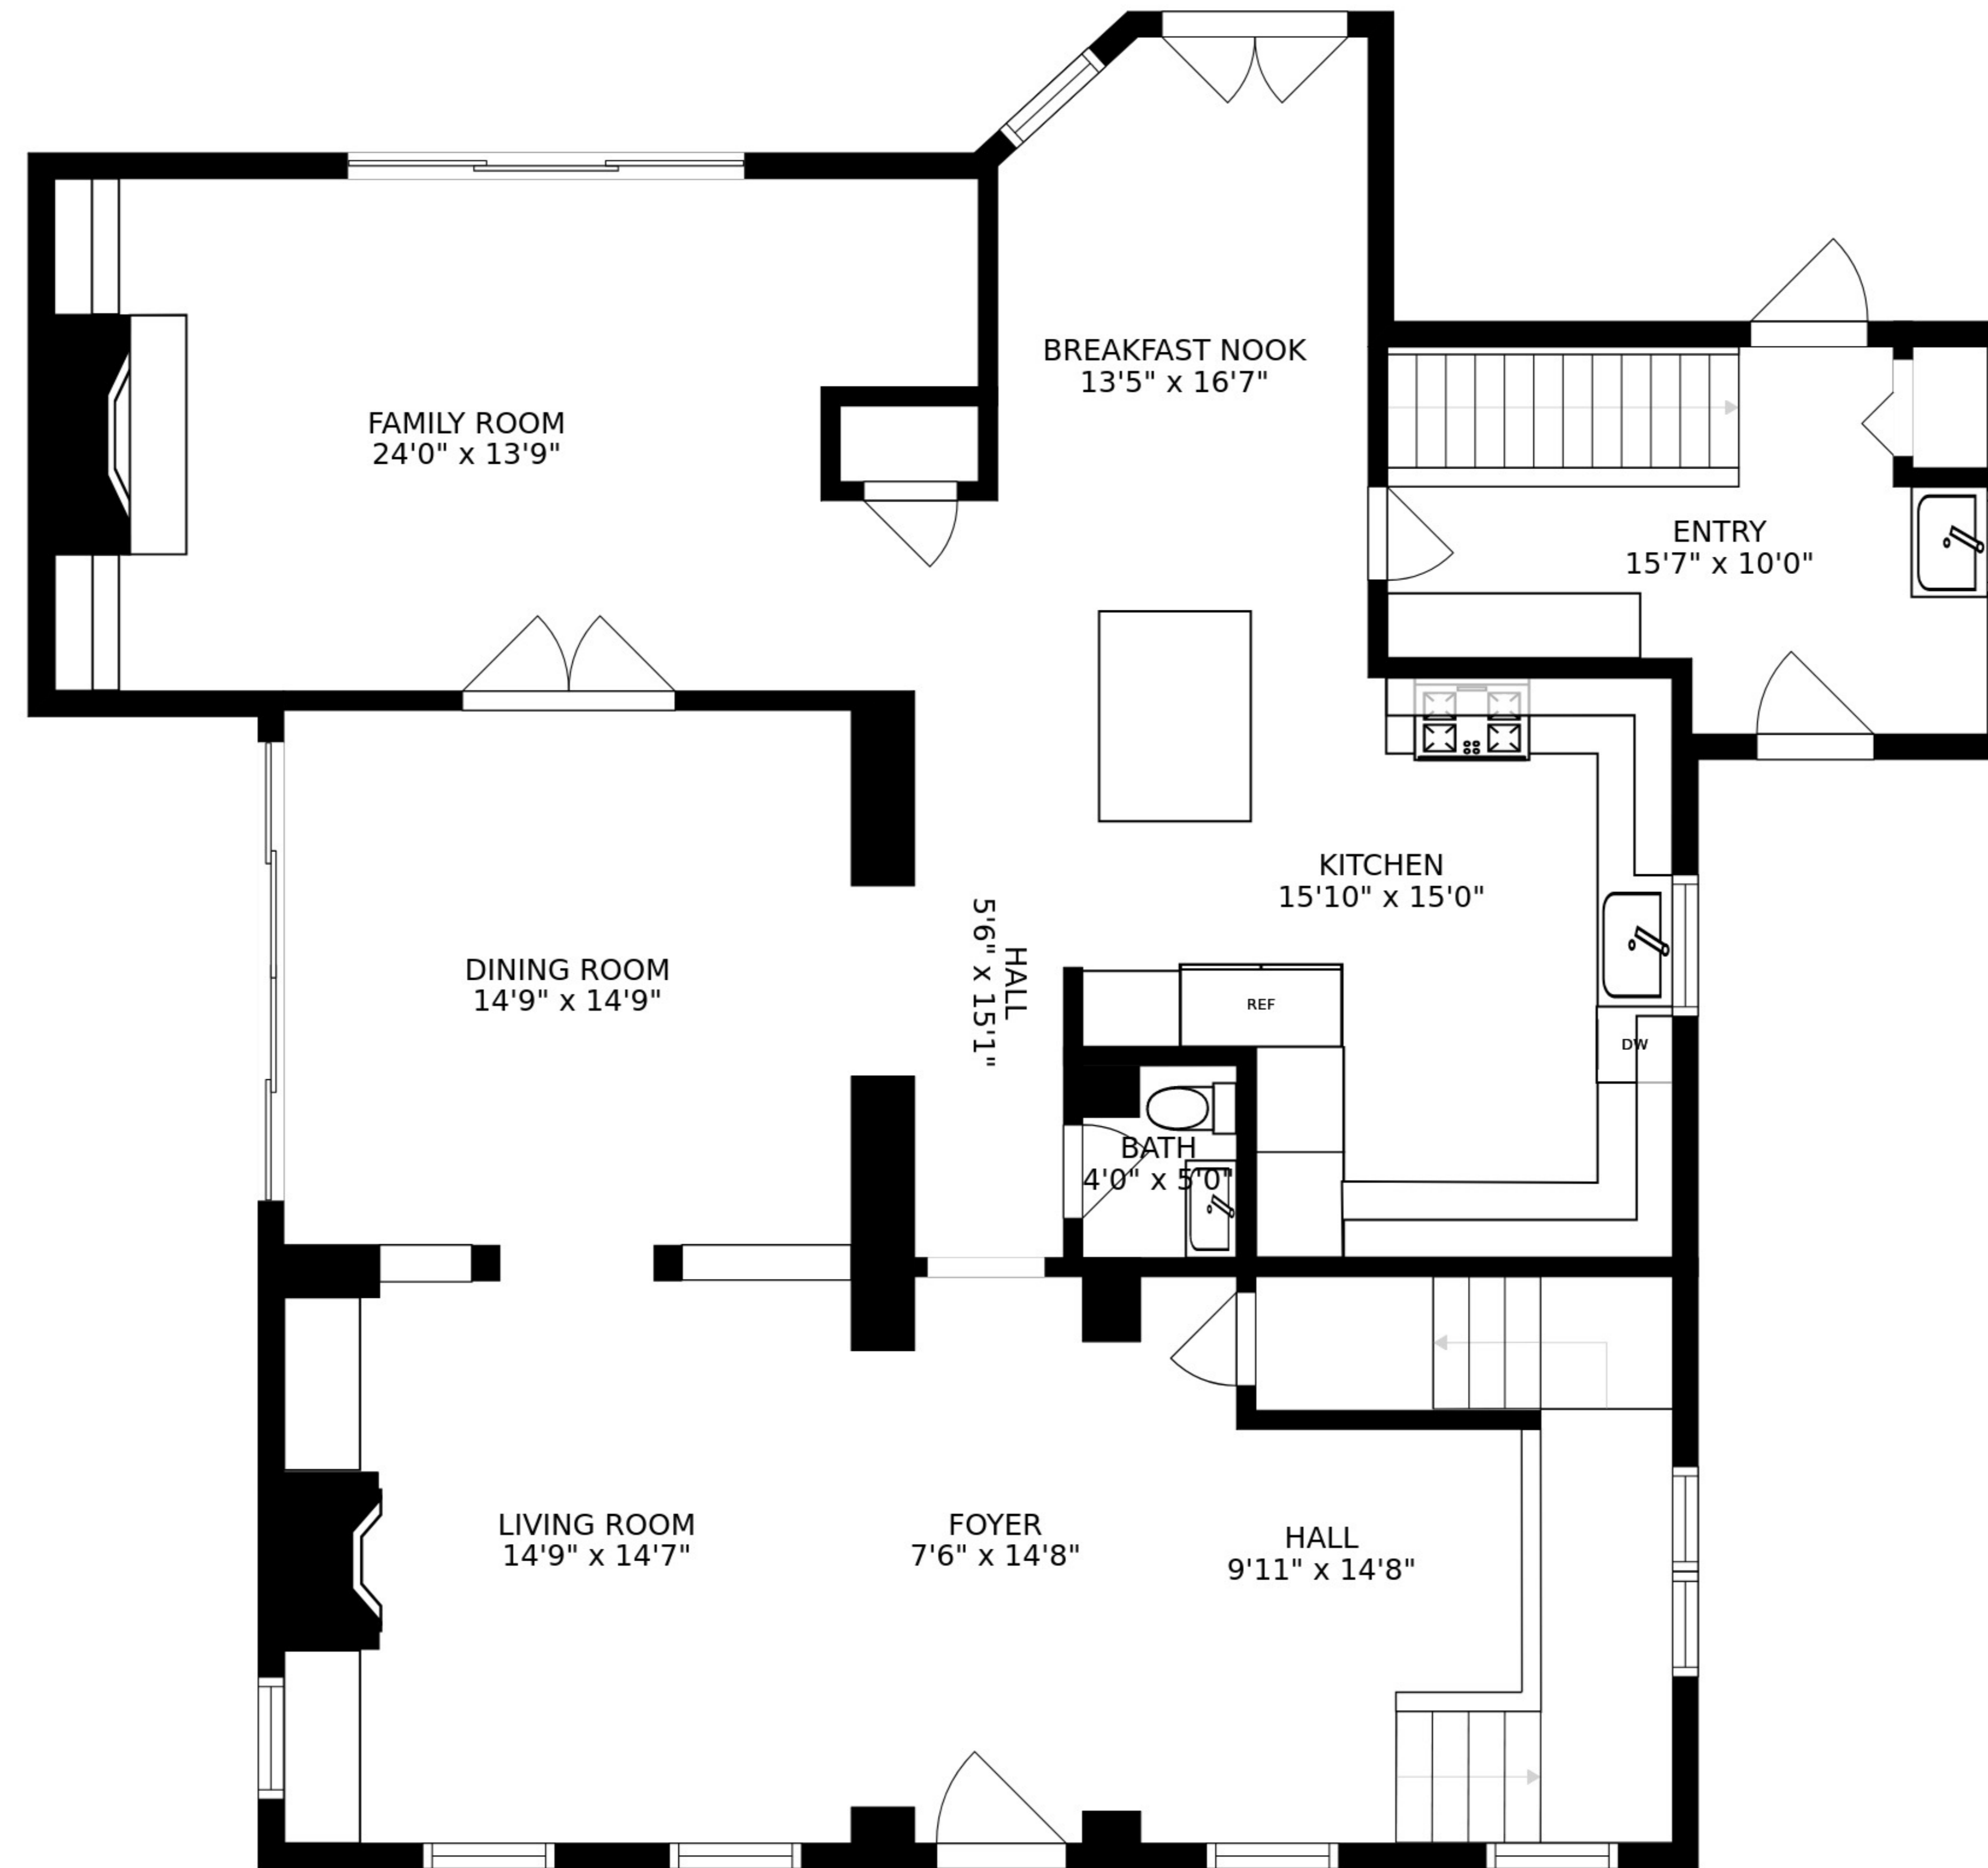 BREAKFAST NOOK
13'5" x 16'7"
FAMILY ROOM
24'0" x 13'9"
ENTRY
15'7" x 10'0"
KITCHEN
15'10" x 15'0"
HALL
5'6" x 15'1"
DINING ROOM
14'9" x 14'9"
REF
DW
BATH
4'0" x 5'0"
LIVING ROOM
14'9" x 14'7"
FOYER
7'6" x 14'8"
HALL
9'11" x 14'8"